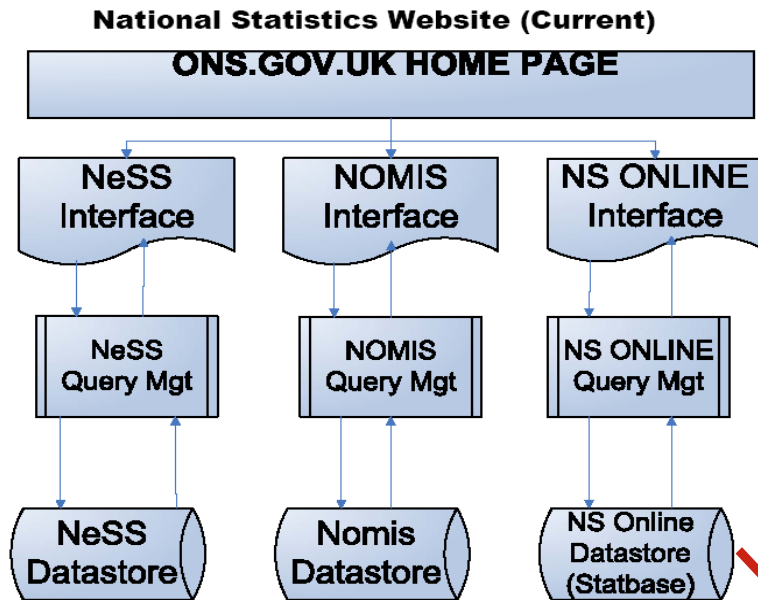 National Statistics Website (Current)
ONS.GOV.UK HOME PAGE
NeSS
Interface
NOMIS
Interface
NS ONLINE
Interface
NeSS
Query Mgt
NOMIS
Query Mgt
NS ONLINE
Query Mgt
NeSS
Datastore
Nomis
Datastore
NS Online
Datastore
(Statbase)